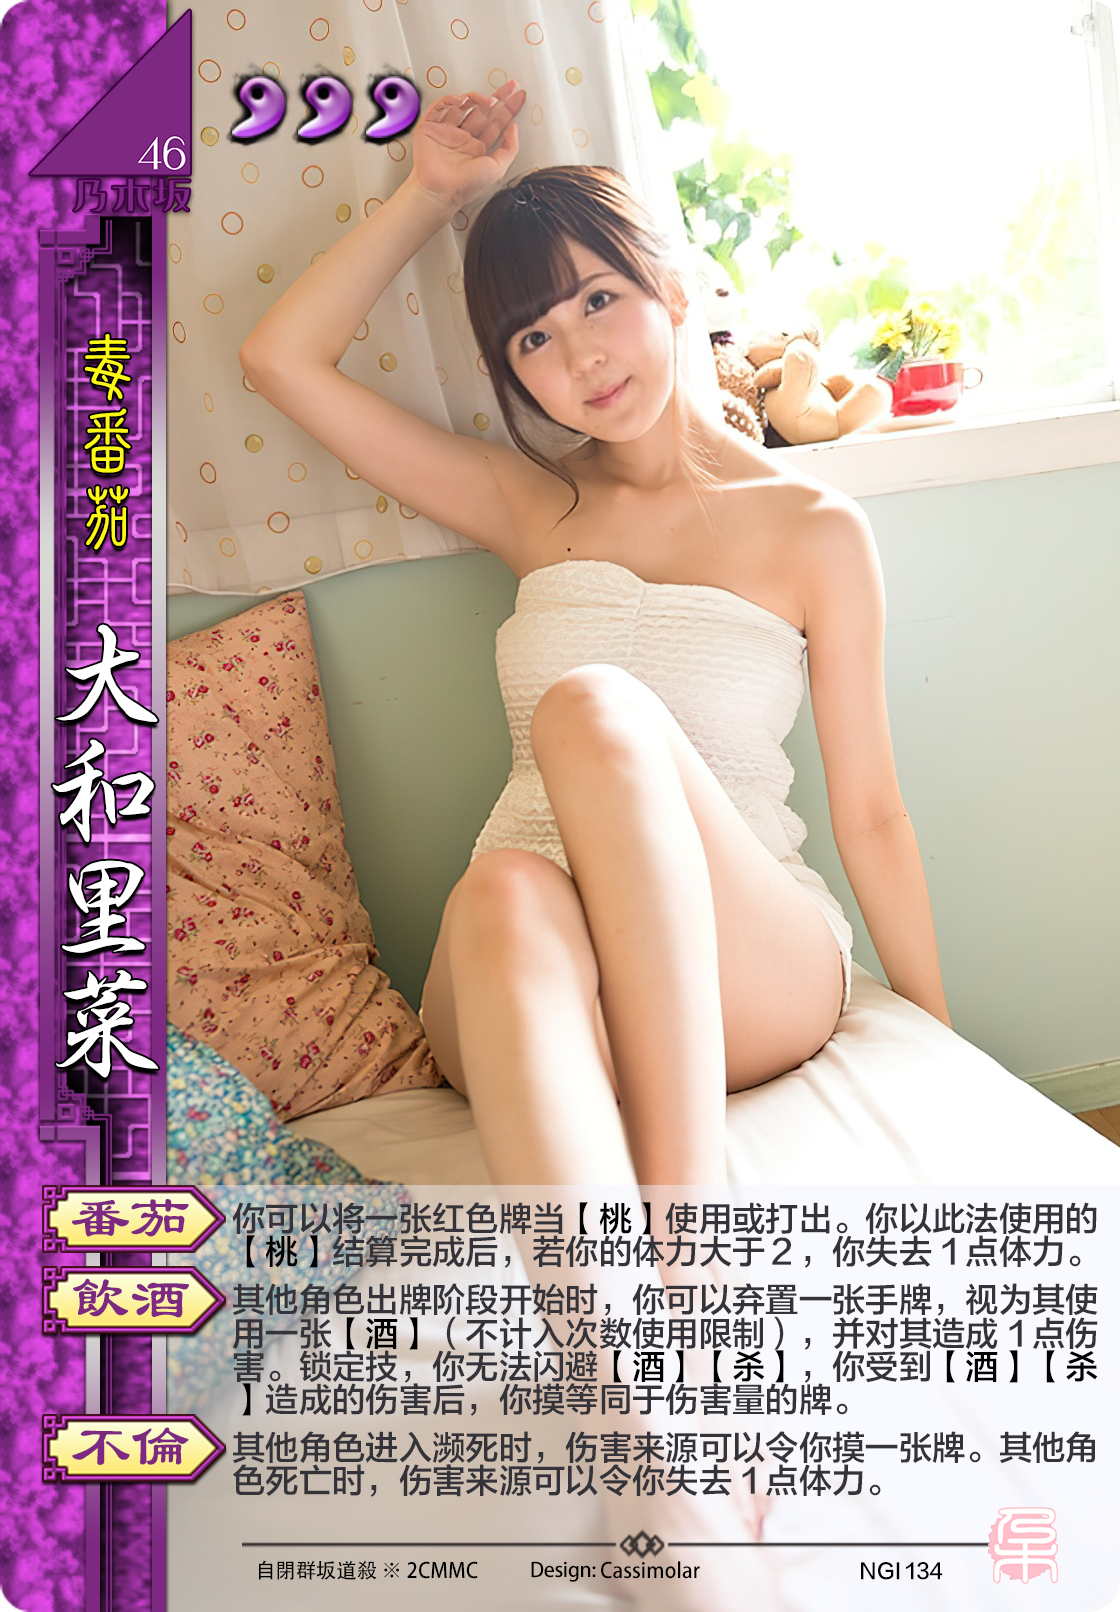 46
乃木坂
毒番茄
大和里菜
番茄
你可以将一张红色牌当【桃】使用或打出。你以此法使用的
【桃】结算完成后，若你的体力大于2，你失去1点体力。
飲酒
其他角色出牌阶段开始时，你可以弃置一张手牌，视为其使
用一张【酒】（不计入次数使用限制），并对其造成1点伤
害。锁定技，你无法闪避【酒】【杀】，你受到【酒】【杀
】造成的伤害后，你摸等同于伤害量的牌。
不倫
其他角色进入濒死时，伤害来源可以令你摸一张牌。其他角
色死亡时，伤害来源可以令你失去1点体力。
自閉群坂道殺 ※ 2CMMC Design: Cassimolar NGI134